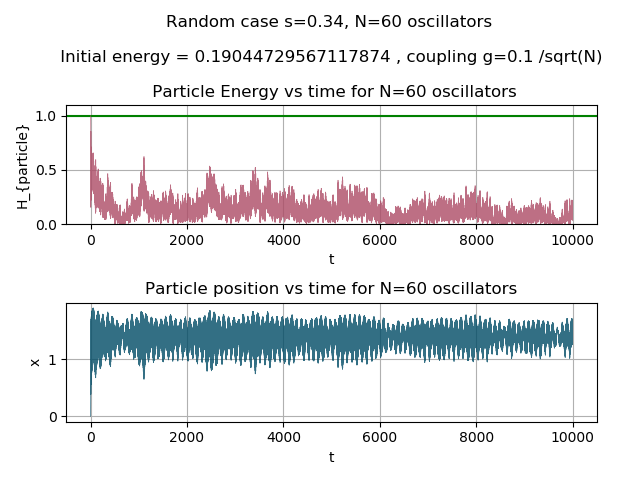 Random case s=0.34, N=60 oscillators
Initial energy = 0.19044729567117874 , coupling g=0.1 /sqrt(N)
Particle Energy vs time for N=60 oscillators
H_{particle}
1.0
0.5
0.0
0 2000 4000 6000 8000 10000
t
Particle position vs time for N=60 oscillators
x
1
0
0 2000 4000 6000 8000 10000
t